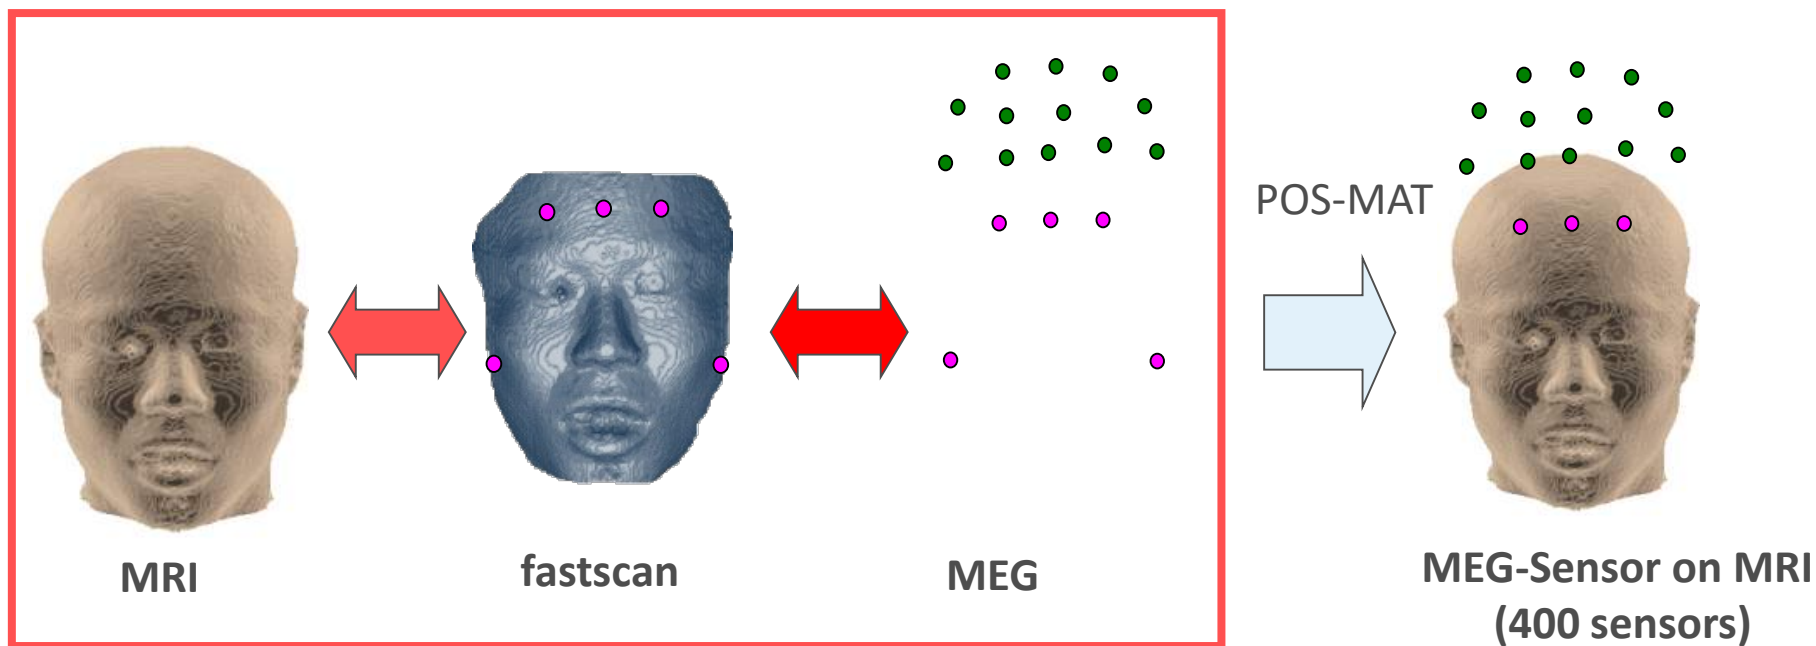 MRI
fastscan
MEG
POS-MAT
MEG-Sensor on MRI
(400 sensors)